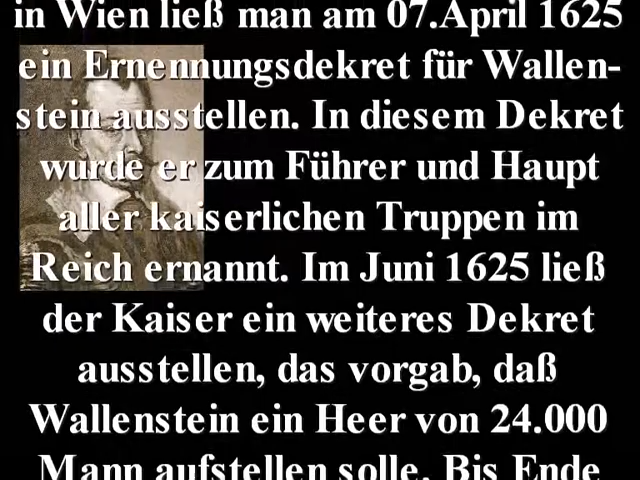 in Wien ließ man am 07.April 1625
ein Ernennungsdekret für Wallen-
stein ausstellen. In diesem Dekret
wurde er zum Führer und Haupt
aller kaiserlichen Truppen im
Reich ernannt. Im Juni 1625 ließ
der Kaiser ein weiteres Dekret
ausstellen, das vorgab, daß
Wallenstein ein Heer von 24.000
Mann aufstellen solle. Bis Ende